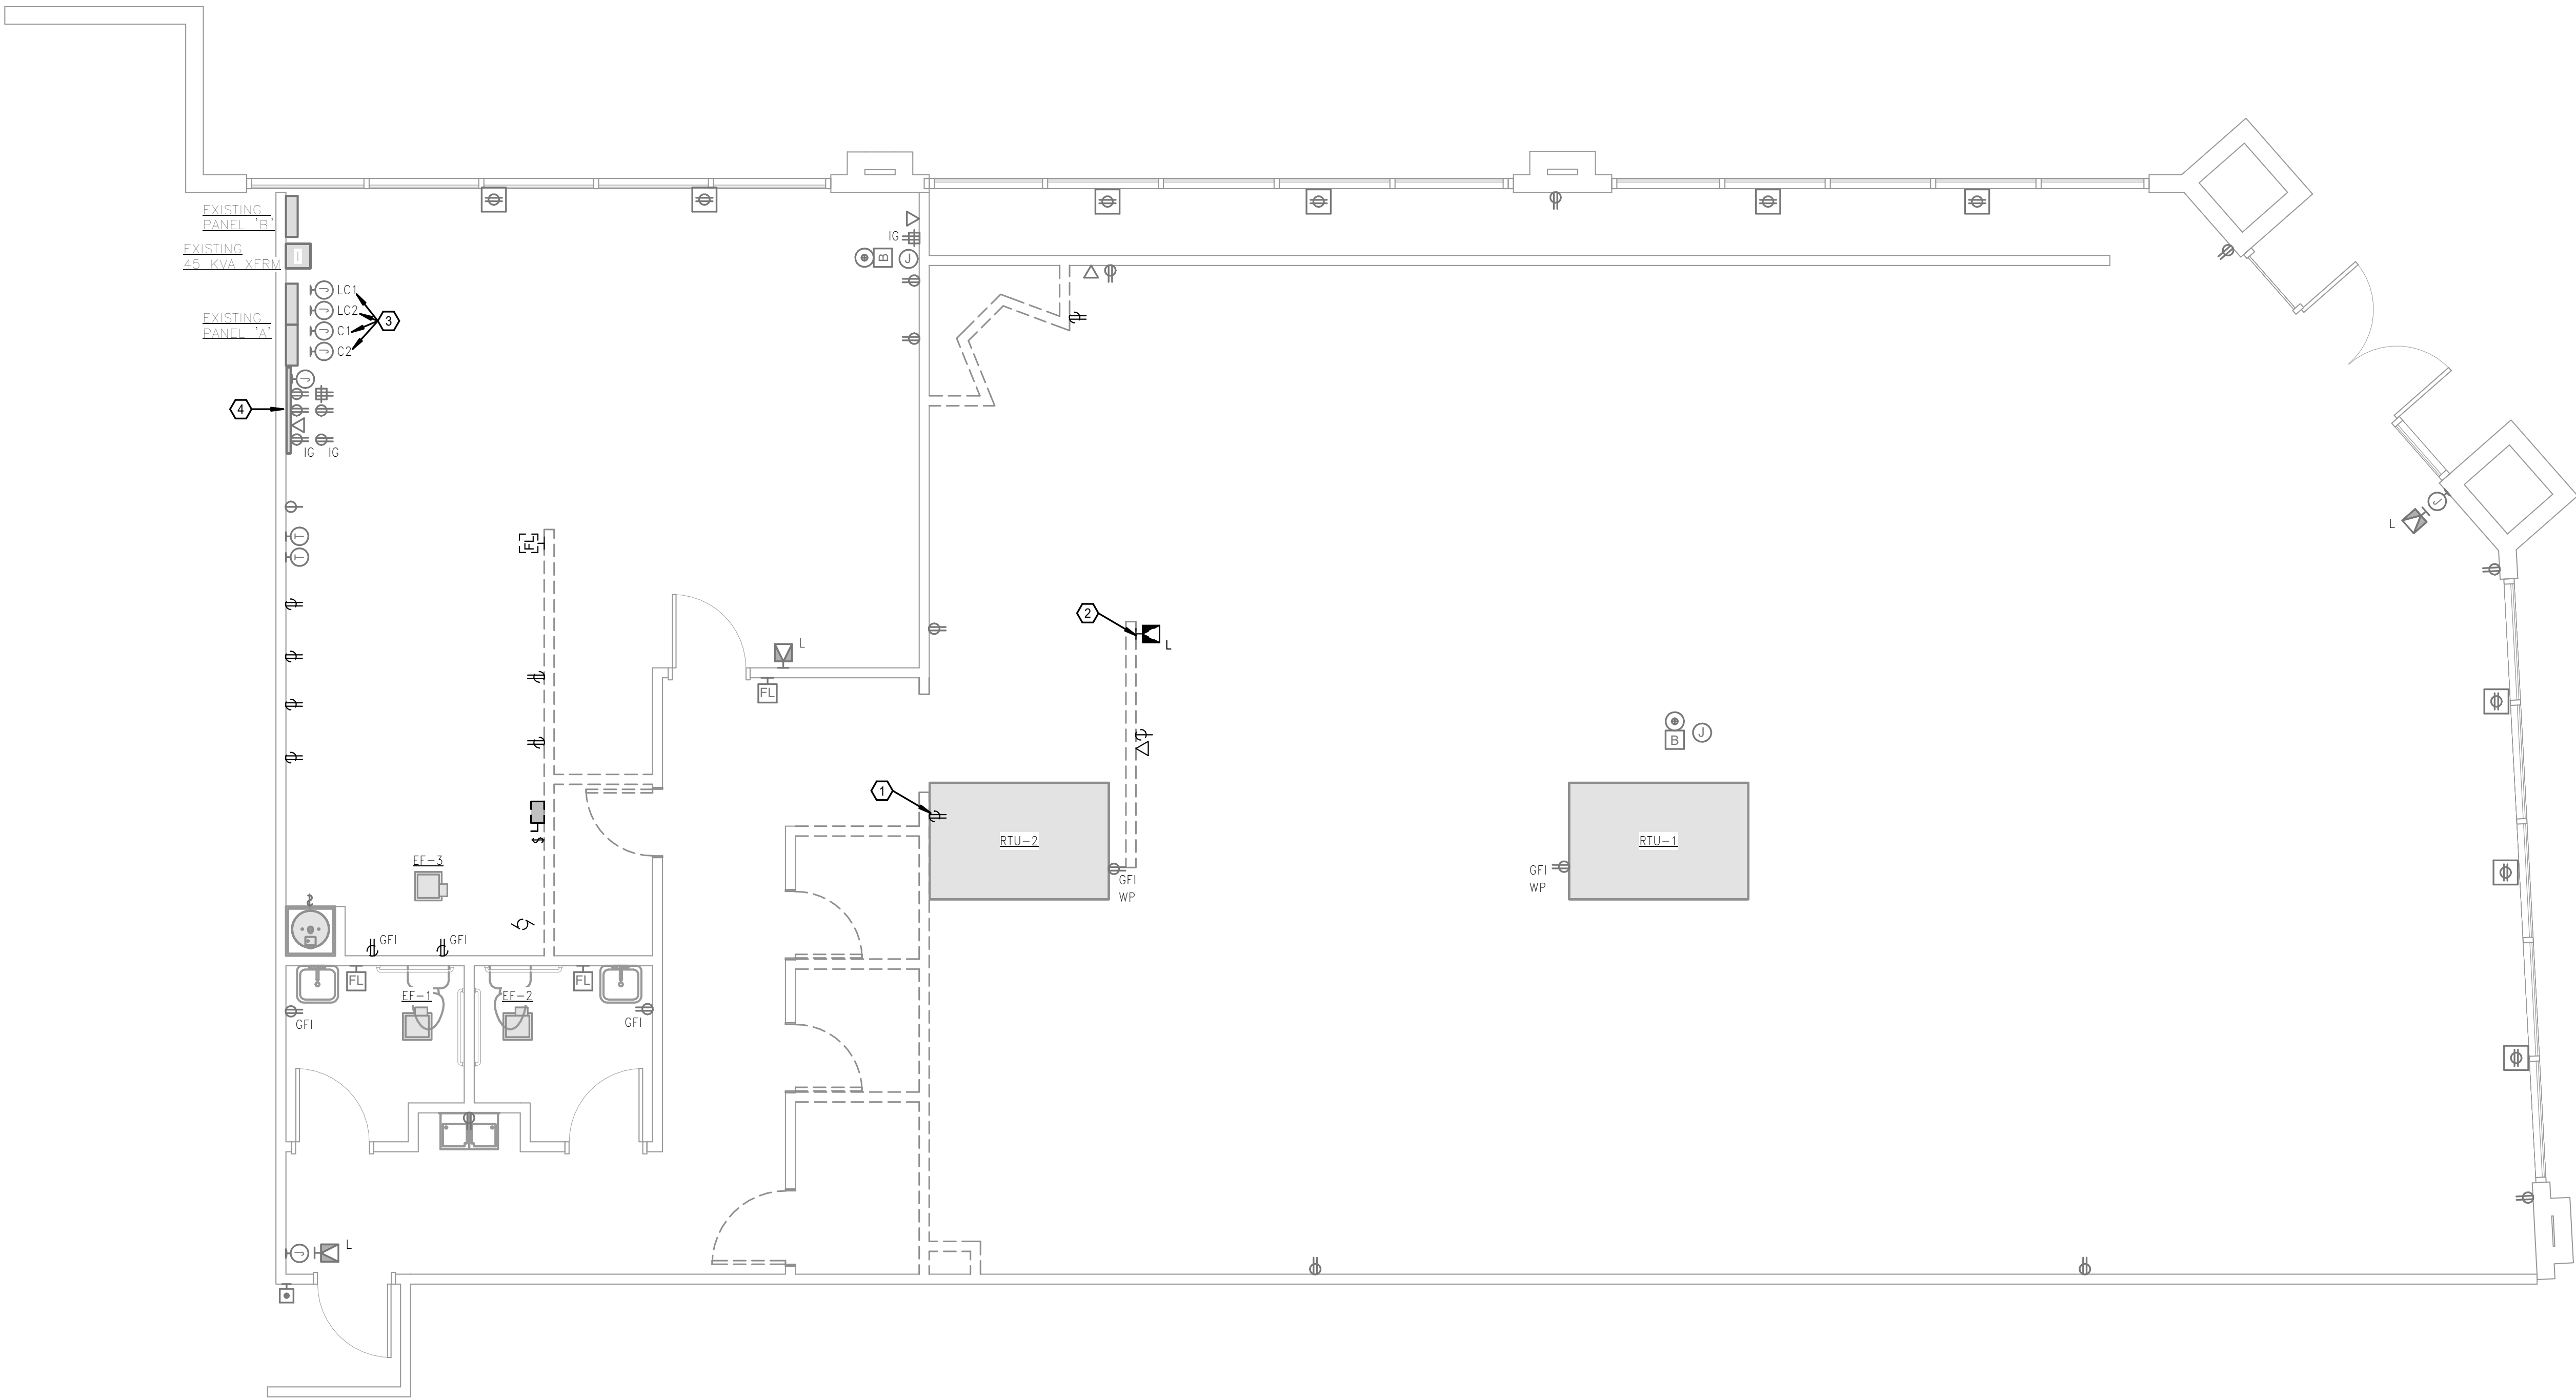 EXISTING
PANEL 'B'
EXISTING
45 KVA XFRM
T
EXISTING
PANEL 'A'
J LC1
J LC2
J C1
J C2
3
J
4
IG IG
T
T
IG
B
J
FL
L
FL
2
L
1
RTU-2
GFI
WP
B
J
RTU-1
GFI
WP
J
L
$
EF-3
GFI
GFI
FL
FL
EF-1
EF-2
GFI
GFI
J
L